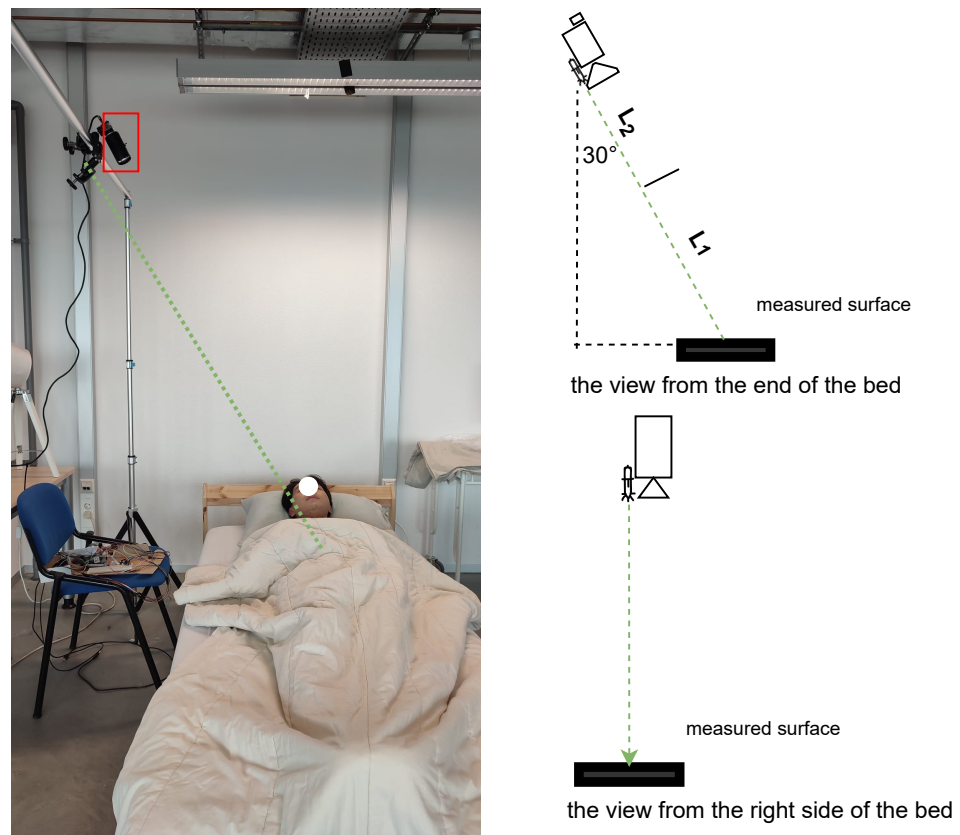 L2
30°
L1
measured surface
the view from the end of the bed
measured surface
the view from the right side of the bed